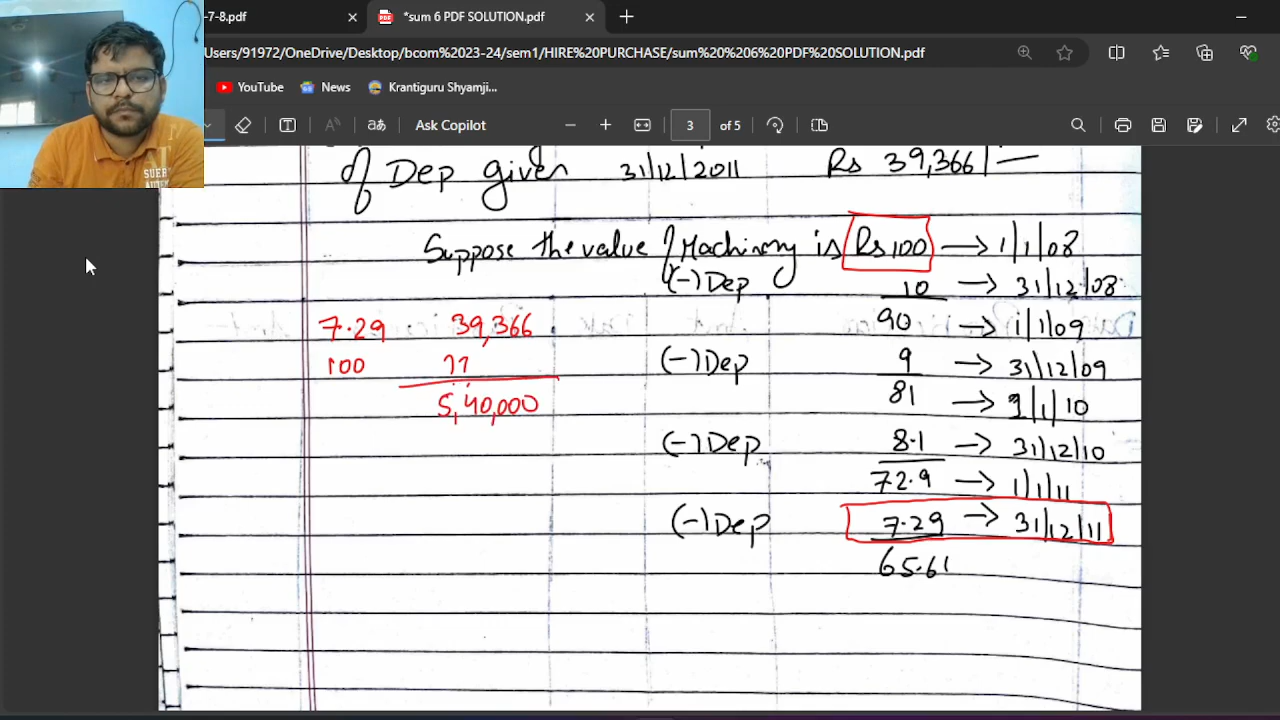 -7-8.pdf
*sum 6 PDF SOLUTION.pdf
Users/91972/OneDrive/Desktop/bcom%2023-24/sem1/HIRE%20PURCHASE/sum%20%206%20PDF%20SOLUTION.pdf
YouTube
News
Krantiguru Shyamji...
aあ
Ask Copilot
3
of 5
of Dep given 31/12/2011 Rs 39,366/-
Suppose the value of Machinery is Rs 100 → 1/1/08
(-) Dep 10 → 31/12/08
90 → 1/1/09
(-) Dep 9 → 31/12/09
81 → 1/10
(-) Dep 8.1 → 31/12/10
72.9 → 1/1/11
(-) Dep 7.29 → 31/12/11
65.61
7.29 39,366
100 ??
5,40,000